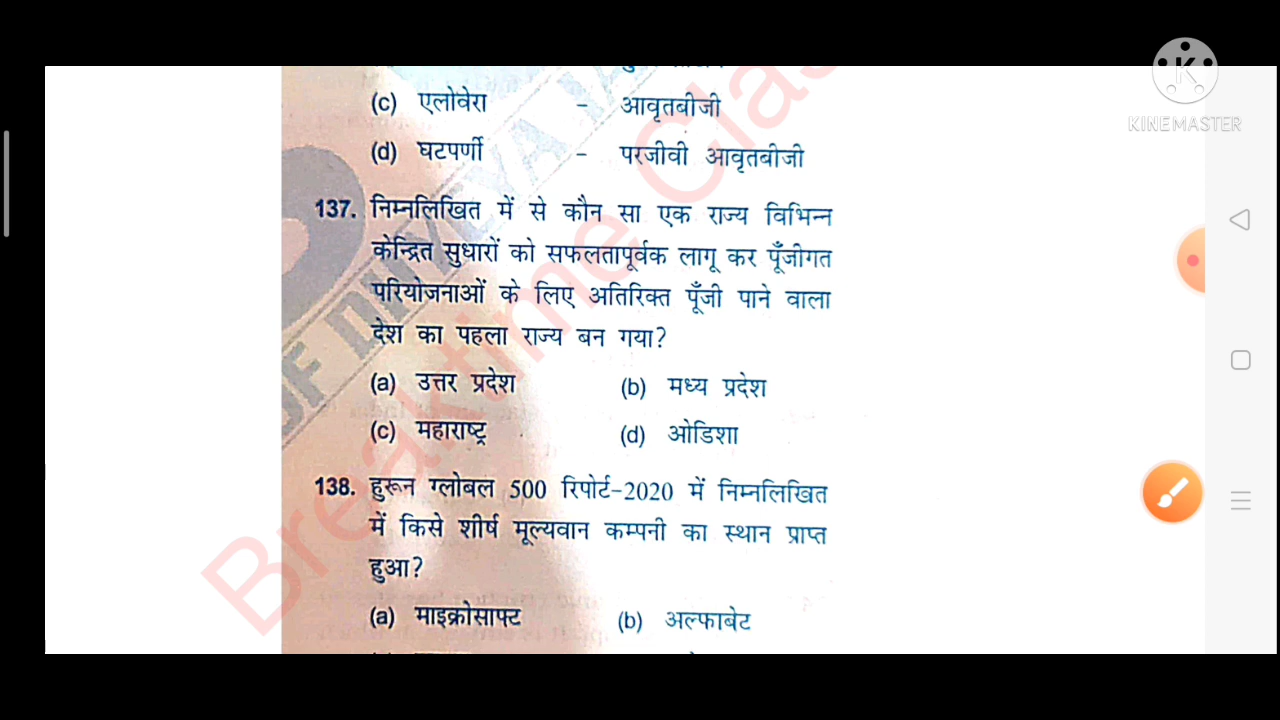 KINEMASTER
(c) एलोवेरा – आवृतबीजी
(d) घटपर्णी – परजीवी आवृतबीजी
137. निम्नलिखित में से कौन सा एक राज्य विभिन्न
केन्द्रित सुधारों को सफलतापूर्वक लागू कर पूँजीगत
परियोजनाओं के लिए अतिरिक्त पूँजी पाने वाला
देश का पहला राज्य बन गया?
(a) उत्तर प्रदेश (b) मध्य प्रदेश
(c) महाराष्ट्र (d) ओडिशा
138. हुरून ग्लोबल 500 रिपोर्ट-2020 में निम्नलिखित
में किसे शीर्ष मूल्यवान कम्पनी का स्थान प्राप्त
हुआ?
(a) माइक्रोसाफ्ट (b) अल्फाबेट
Breaktime Clas